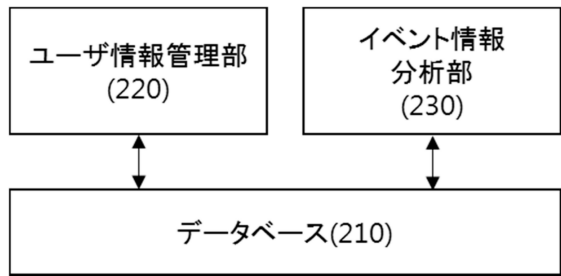 ユーザ情報管理部
(220)
イベント情報
分析部
(230)
データベース(210)